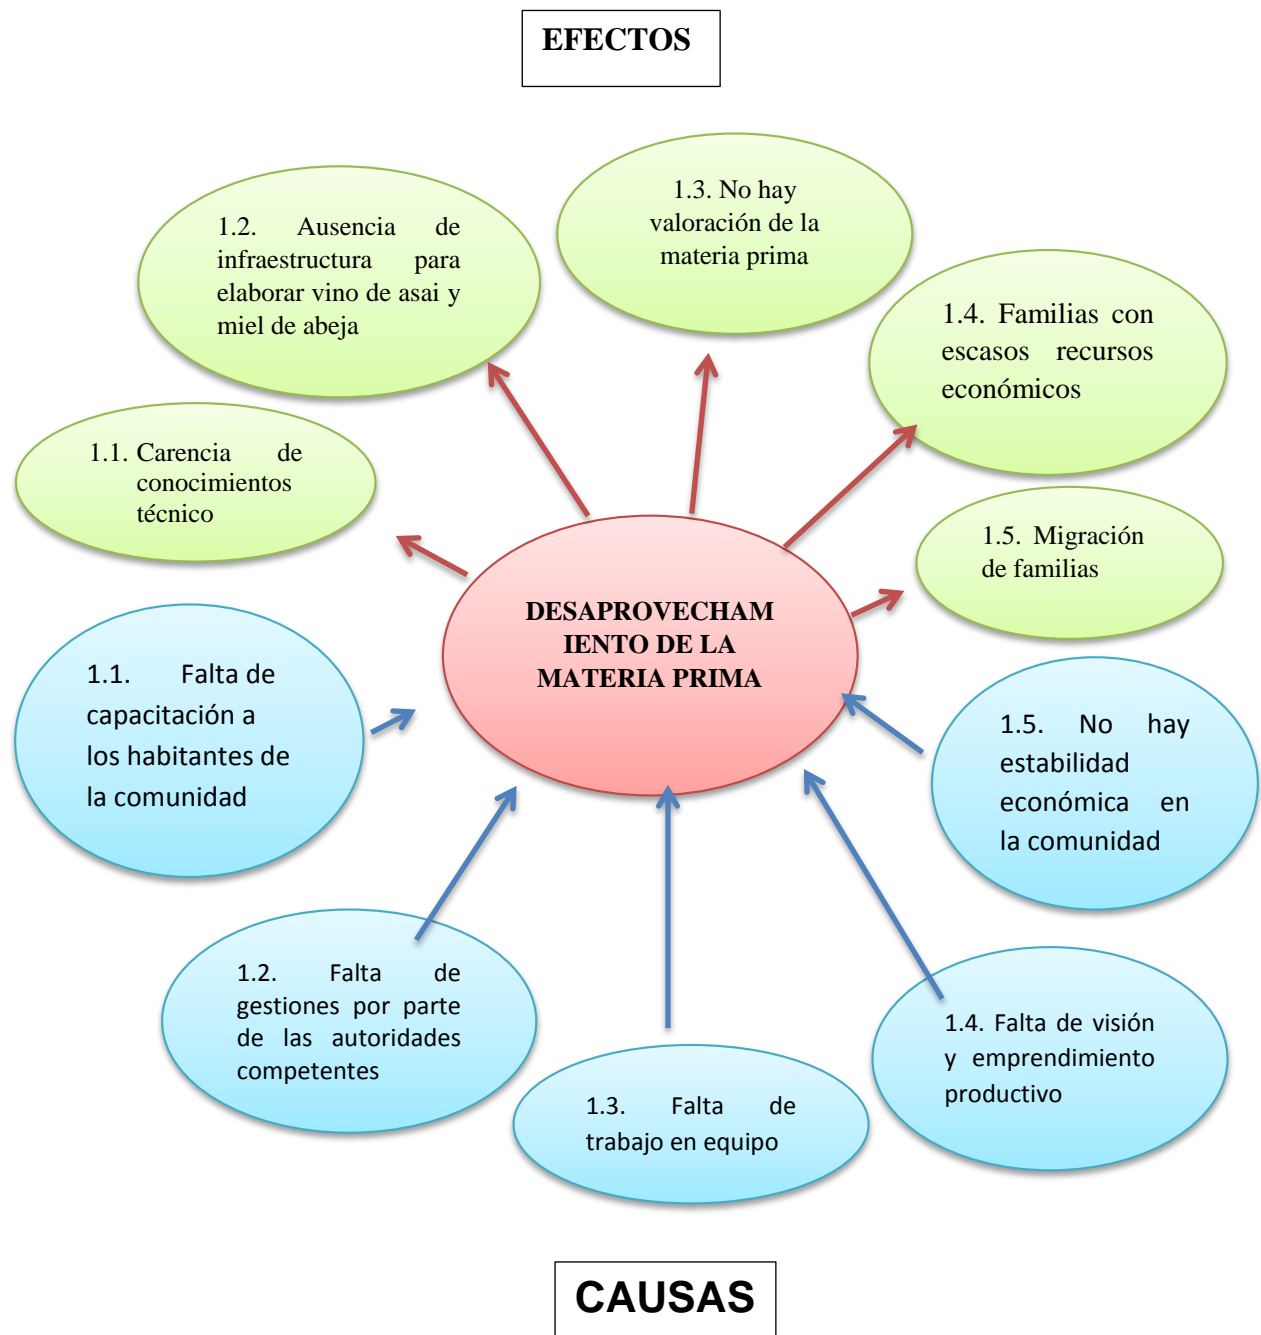 EFECTOS
1.3. No hay
valoración de la
materia prima
1.2. Ausencia de
infraestructura para
elaborar vino de asai y
miel de abeja
1.4. Familias con
escasos recursos
económicos
1.1. Carencia de
conocimientos
técnico
1.5. Migración
de familias
DESAPROVECHAM
IENTO DE LA
MATERIA PRIMA
1.1. Falta de
capacitación a
los habitantes de
la comunidad
1.5. No hay
estabilidad
económica en
la comunidad
1.2. Falta de
gestiones por parte
de las autoridades
competentes
1.4. Falta de visión
y emprendimiento
productivo
1.3. Falta de
trabajo en equipo
CAUSAS